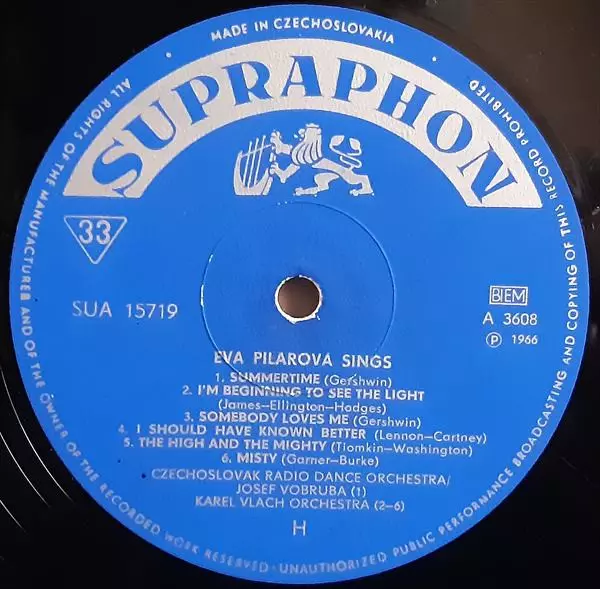 • MADE IN CZECHOSLOVAKIA •
ALL RIGHTS OF THE MANUFACTURER AND OF THE OWNER OF THE RECORDED WORK RESERVED · UNAUTHORIZED PUBLIC PERFORMANCE BROADCASTING AND COPYING OF THIS RECORD PROHIBITED
SUPRAPHON
33
SUA 15719
BIEM
A 3608
Ⓟ 1966
EVA PILAROVÁ SINGS
1. SUMMERTIME (Gershwin)
2. I'M BEGINNING TO SEE THE LIGHT
(James—Ellington—Hodges)
3. SOMEBODY LOVES ME (Gershwin)
4. I SHOULD HAVE KNOWN BETTER (Lennon—Cartney)
5. THE HIGH AND THE MIGHTY (Tiomkin—Washington)
6. MISTY (Garner—Burke)
CZECHOSLOVAK RADIO DANCE ORCHESTRA/
JOSEF VOBRUBA (1)
KAREL VLACH ORCHESTRA (2—6)
H